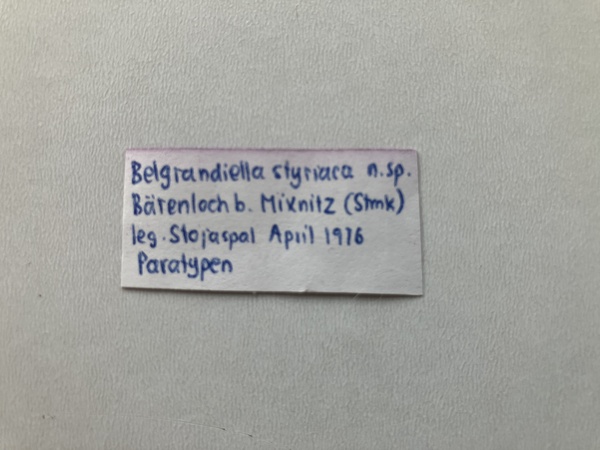 Belgrandiella styriaca n.sp.
Bärenloch b. Mixnitz (Stmk)
leg. Stojaspal April 1976
Paratypen